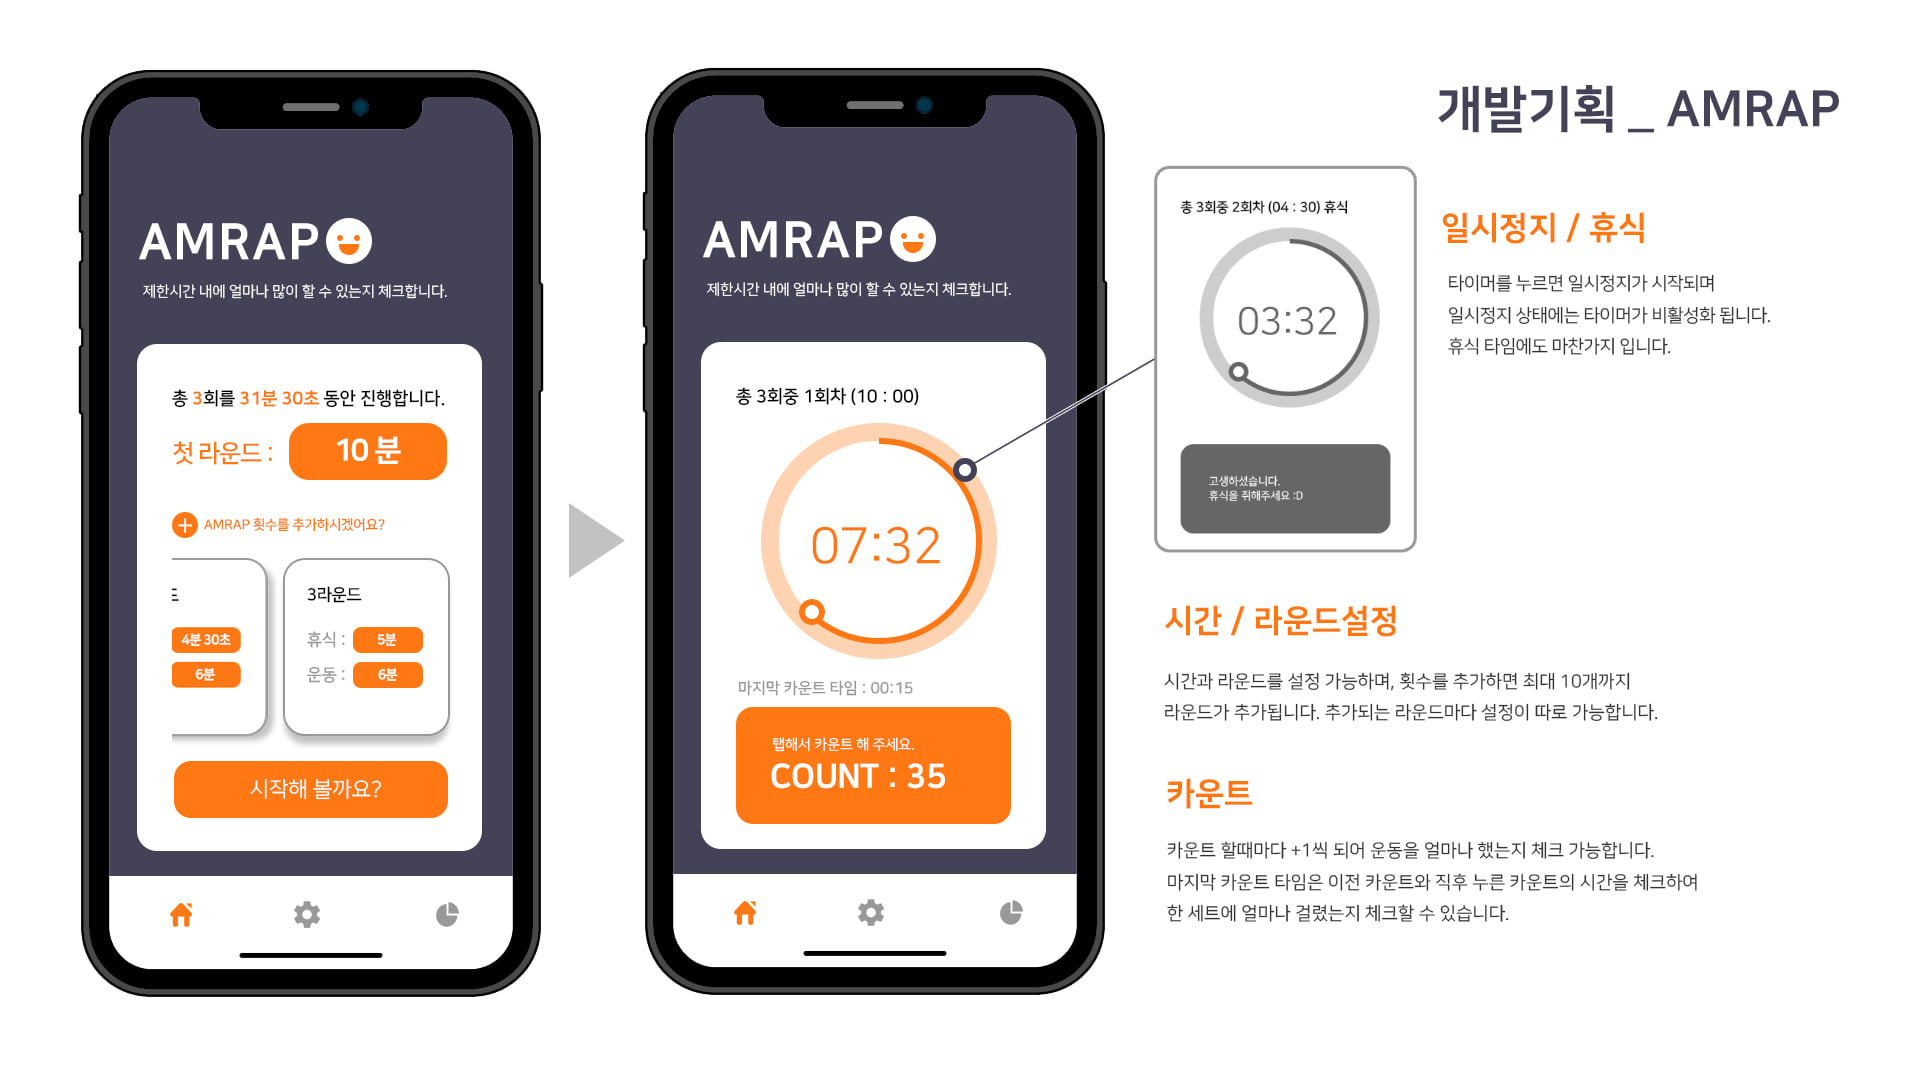 개발기획 _ AMRAP
AMRAP
제한시간 내에 얼마나 많이 할 수 있는지 체크합니다.
총 3회를 31분 30초 동안 진행합니다.
첫 라운드 : 10 분
AMRAP 횟수를 추가하시겠어요?
4분 30초
6분
3라운드
휴식 : 5분
운동 : 6분
시작해 볼까요?
AMRAP
제한시간 내에 얼마나 많이 할 수 있는지 체크합니다.
총 3회중 1회차 (10 : 00)
07:32
마지막 카운트 타임 : 00:15
탭해서 카운트 해 주세요.
COUNT : 35
총 3회중 2회차 (04 : 30) 휴식
03:32
고생하셨습니다.
휴식을 취해주세요 :D
일시정지 / 휴식
타이머를 누르면 일시정지가 시작되며
일시정지 상태에는 타이머가 비활성화 됩니다.
휴식 타임에도 마찬가지 입니다.
시간 / 라운드설정
시간과 라운드를 설정 가능하며, 횟수를 추가하면 최대 10개까지
라운드가 추가됩니다. 추가되는 라운드마다 설정이 따로 가능합니다.
카운트
카운트 할때마다 +1씩 되어 운동을 얼마나 했는지 체크 가능합니다.
마지막 카운트 타임은 이전 카운트와 직후 누른 카운트의 시간을 체크하여
한 세트에 얼마나 걸렸는지 체크할 수 있습니다.